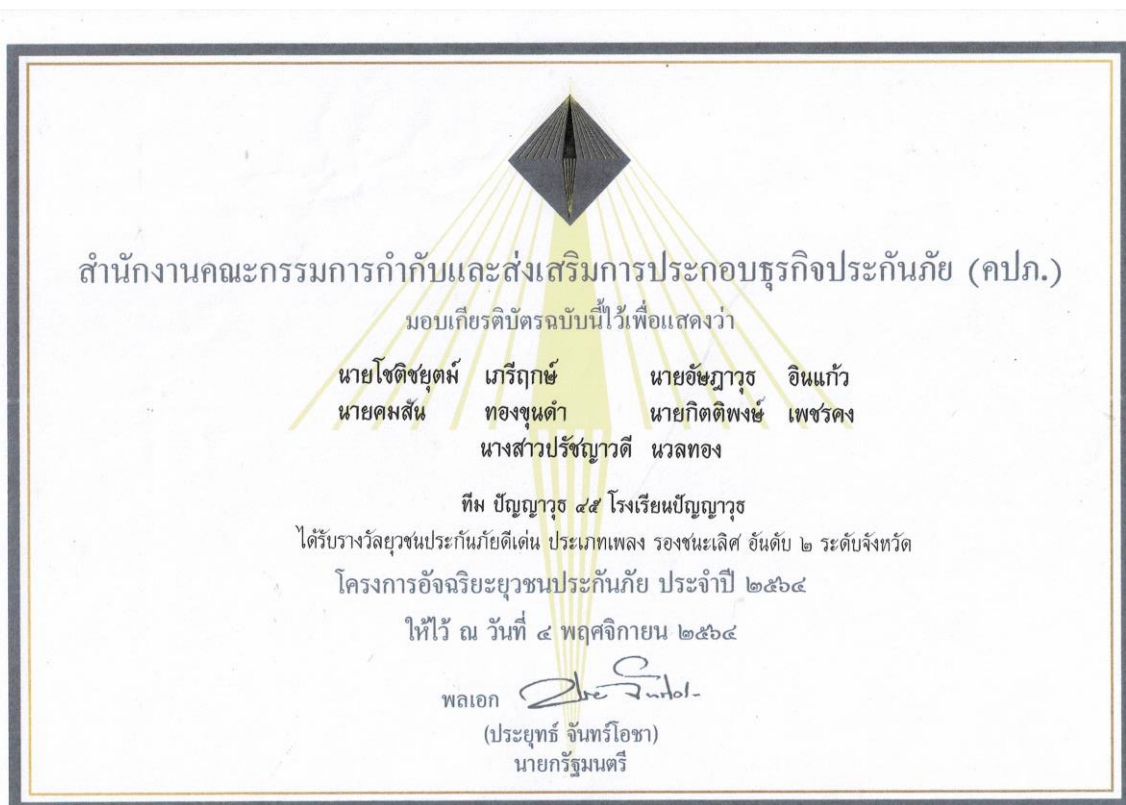 สำนักงานคณะกรรมการกำกับและส่งเสริมการประกอบธุรกิจประกันภัย (คปภ.)
มอบเกียรติบัตรฉบับนี้ไว้เพื่อแสดงว่า
นายโชติชยุตม์ เภรีฤกษ์ นายอัษฎาวุธ อินแก้ว
นายคมสัน ทองขุนดำ นายกิตติพงษ์ เพชรคง
นางสาวปรัชญาวดี นวลทอง
ทีม ปัญญาวุธ ๔๕ โรงเรียนปัญญาวุธ
ได้รับรางวัลยุวชนประกันภัยดีเด่น ประเภทเพลง รองชนะเลิศ อันดับ ๒ ระดับจังหวัด
โครงการอัจฉริยะยุวชนประกันภัย ประจำปี ๒๕๖๔
ให้ไว้ ณ วันที่ ๔ พฤศจิกายน ๒๕๖๔
พลเอก
(ประยุทธ์ จันทร์โอชา)
นายกรัฐมนตรี